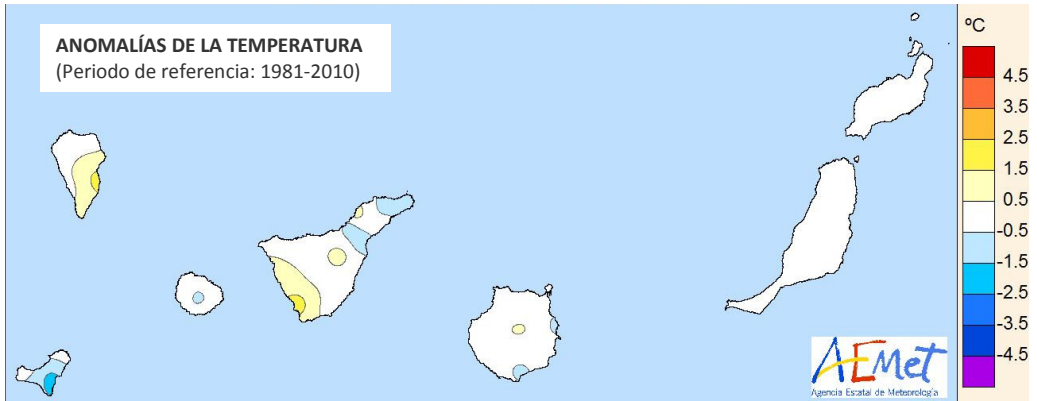 ANOMALÍAS DE LA TEMPERATURA
(Periodo de referencia: 1981-2010)
ºC
4.5
3.5
2.5
1.5
0.5
-0.5
-1.5
-2.5
-3.5
-4.5
AEmet
Agencia Estatal de Meteorología